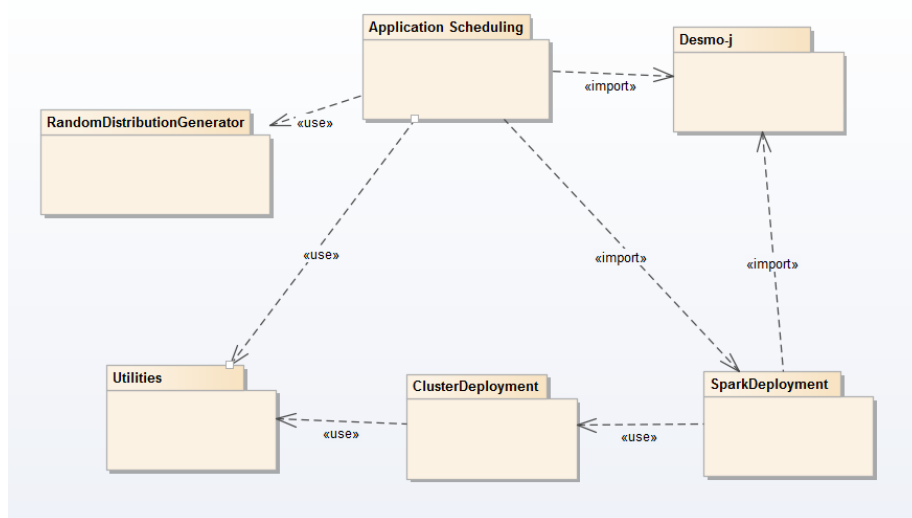 Application Scheduling
Desmo-j
«import»
RandomDistributionGenerator
«use»
«use»
«import»
«import»
Utilities
ClusterDeployment
SparkDeployment
«use»
«use»